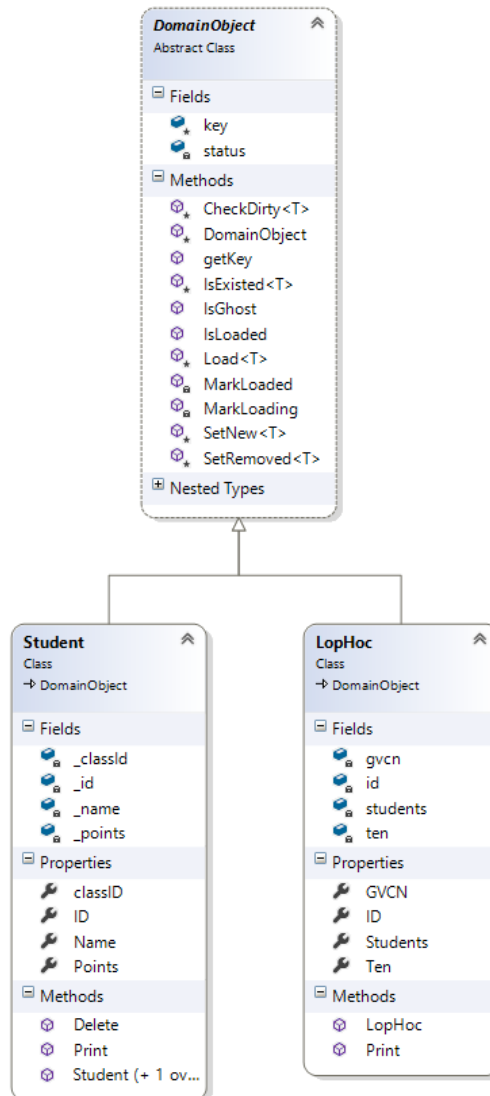 DomainObject
Abstract Class
Fields
key
status
Methods
CheckDirty<T>
DomainObject
getKey
IsExisted<T>
IsGhost
IsLoaded
Load<T>
MarkLoaded
MarkLoading
SetNew<T>
SetRemoved<T>
Nested Types
Student
Class
DomainObject
Fields
_classId
_id
_name
_points
Properties
classID
ID
Name
Points
Methods
Delete
Print
Student (+ 1 ov...
LopHoc
Class
DomainObject
Fields
gvcn
id
students
ten
Properties
GVCN
ID
Students
Ten
Methods
LopHoc
Print